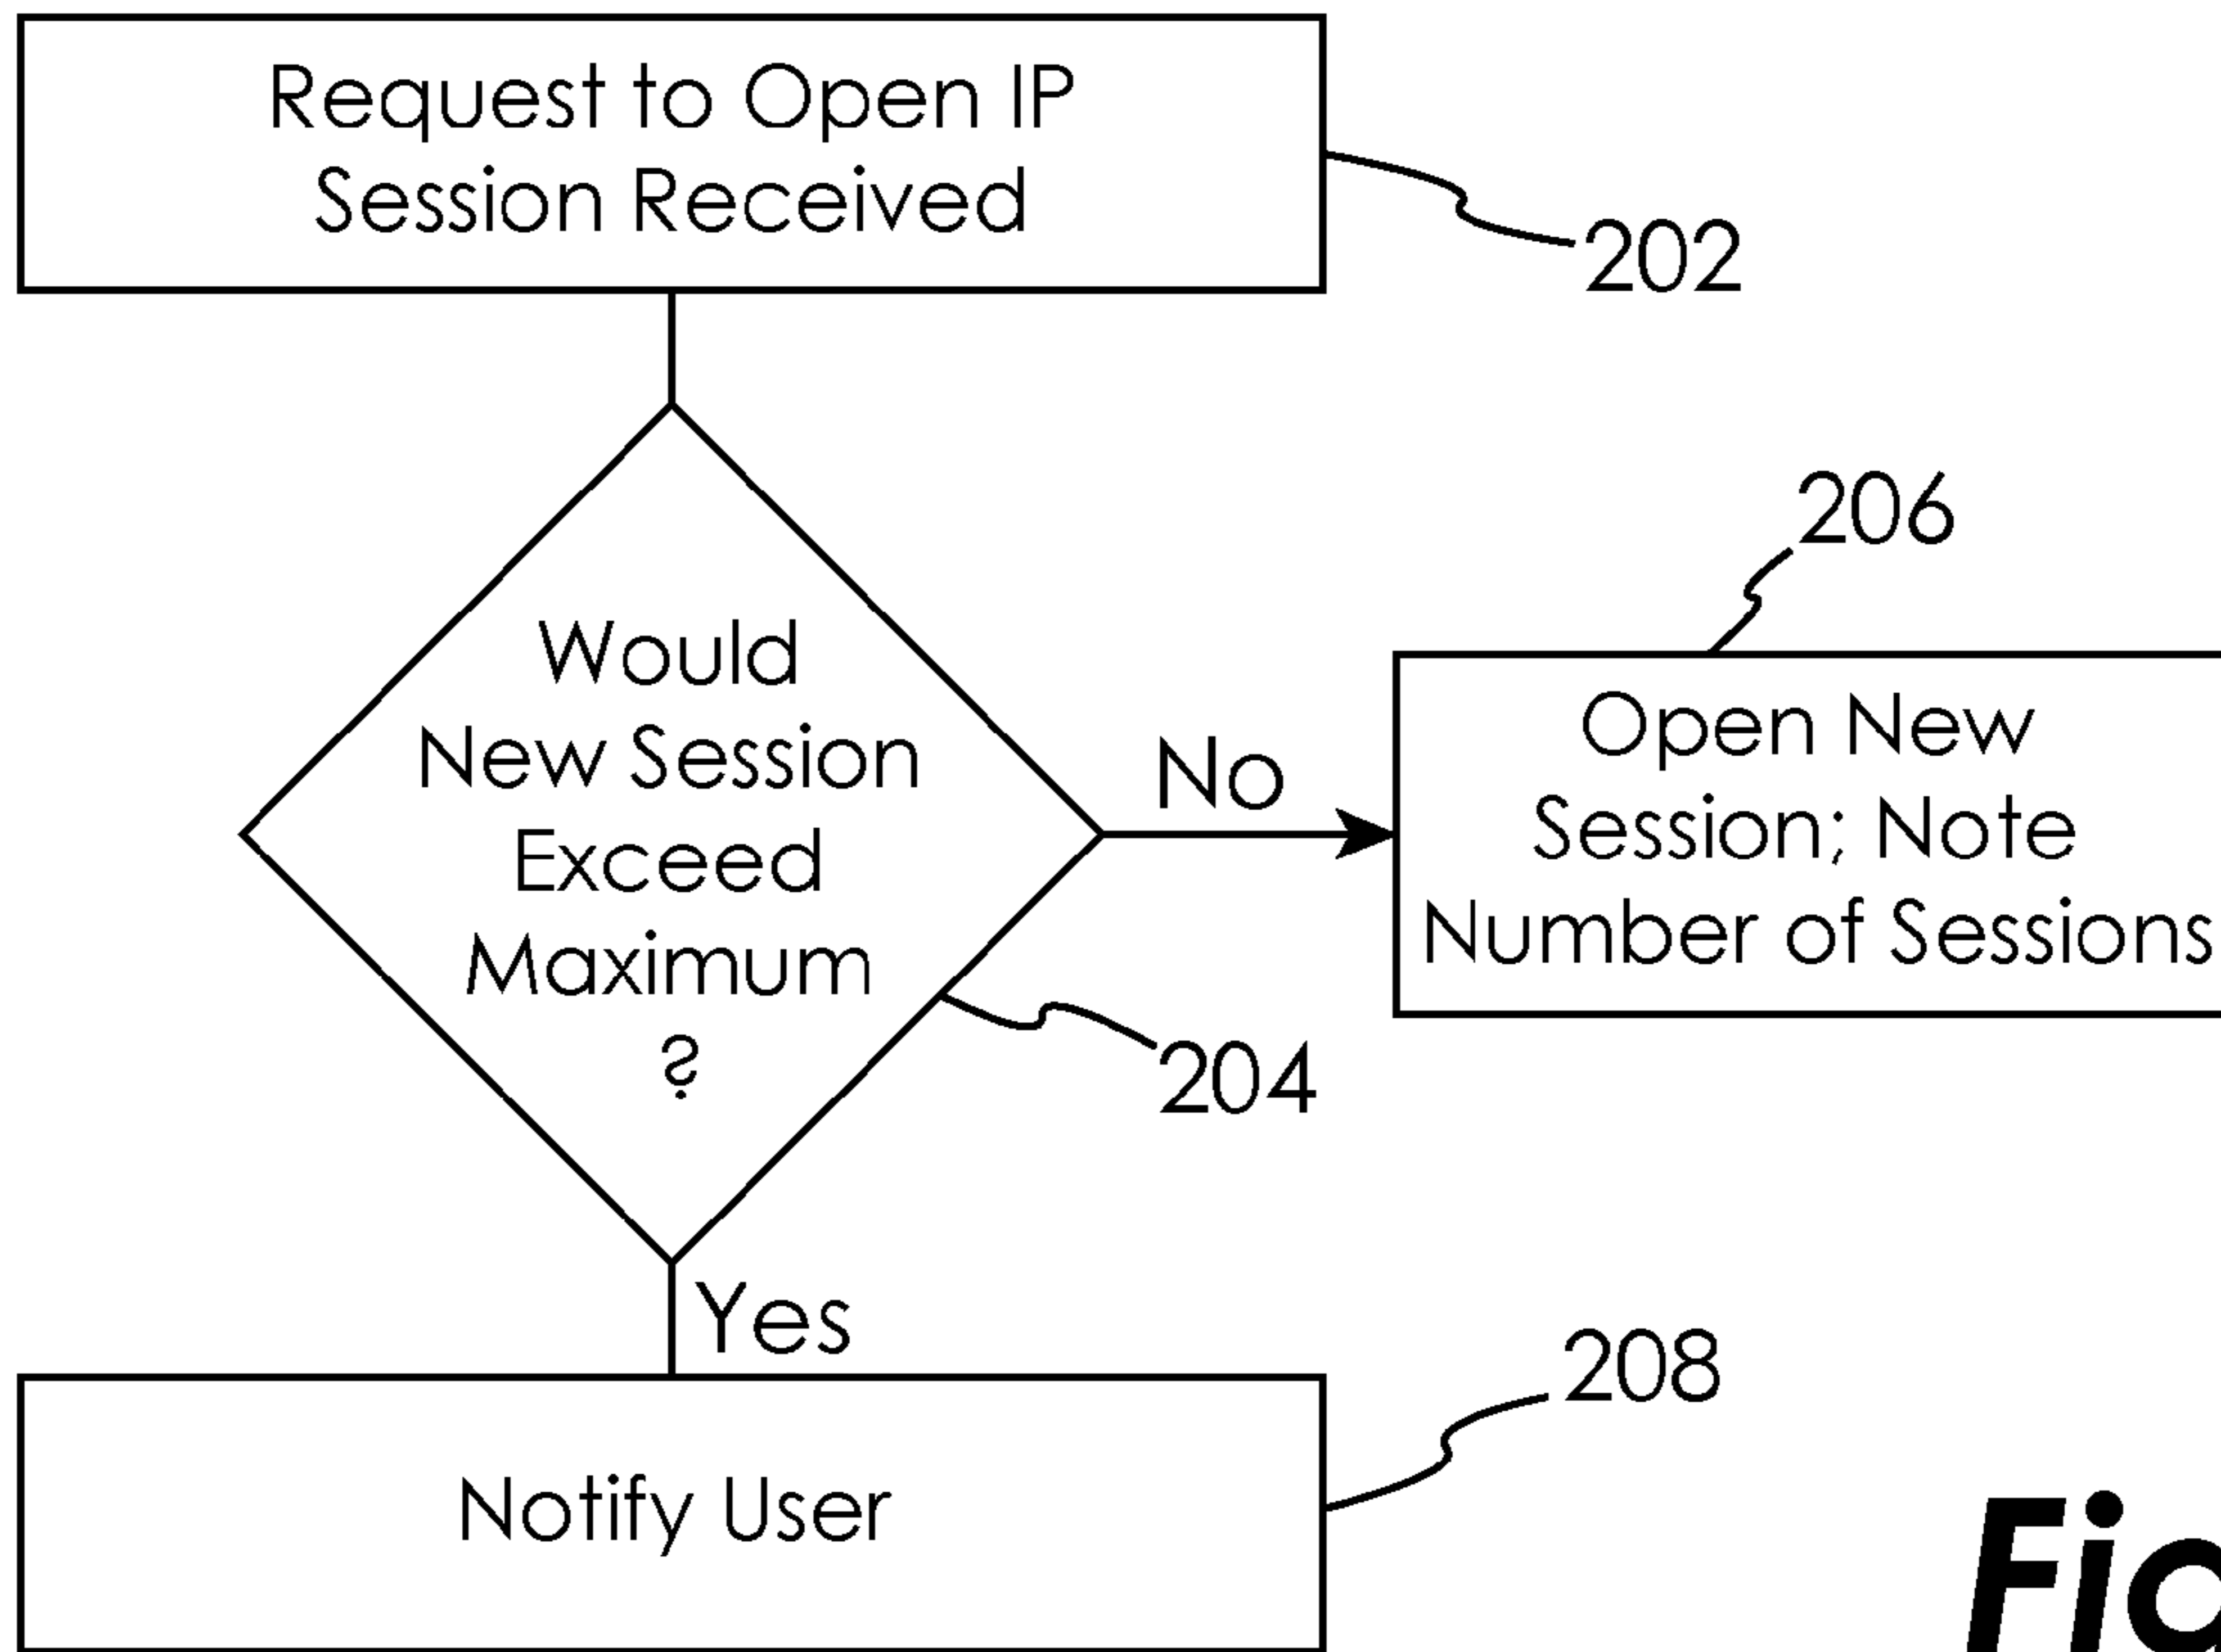 Request to Open IP
Session Received
202
Would
New Session
Exceed
Maximum
?
204
No
206
Open New
Session; Note
Number of Sessions
Yes
208
Notify User